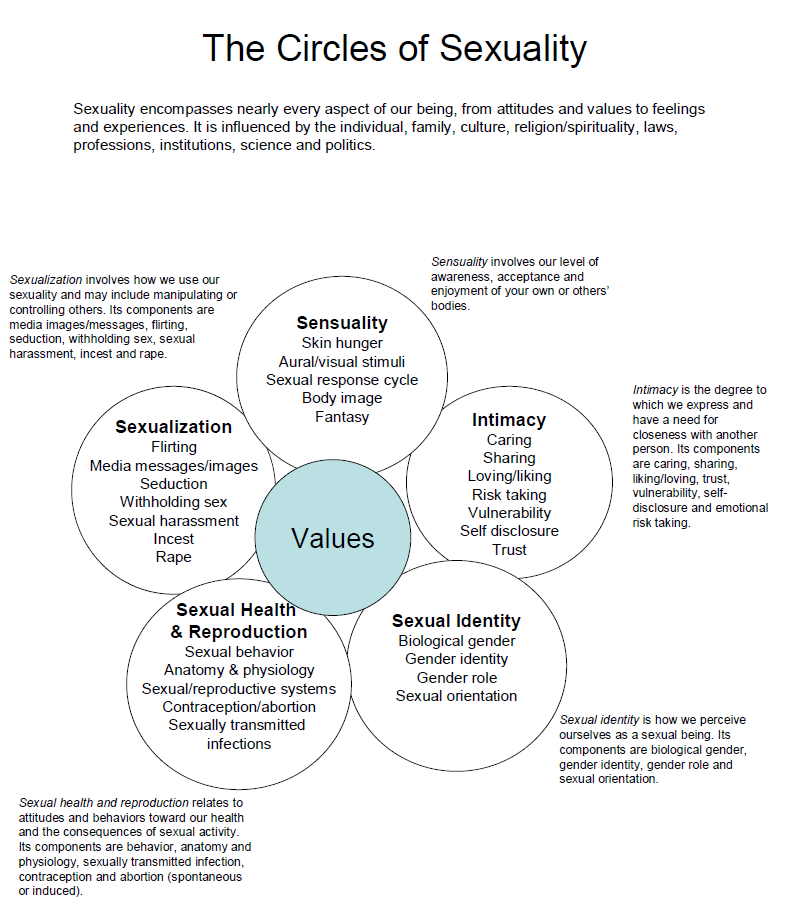 The Circles of Sexuality
Sexuality encompasses nearly every aspect of our being, from attitudes and values to feelings
and experiences. It is influenced by the individual, family, culture, religion/spirituality, laws,
professions, institutions, science and politics.
Sexualization involves how we use our
sexuality and may include manipulating or
controlling others. Its components are
media images/messages, flirting,
seduction, withholding sex, sexual
harassment, incest and rape.
Sensuality involves our level of
awareness, acceptance and
enjoyment of your own or others’
bodies.
Sensuality
Skin hunger
Aural/visual stimuli
Sexual response cycle
Body image
Fantasy
Intimacy is the degree to
which we express and
have a need for
closeness with another
person. Its components
are caring, sharing,
liking/loving, trust,
vulnerability, self-
disclosure and emotional
risk taking.
Sexualization
Flirting
Media messages/images
Seduction
Withholding sex
Sexual harassment
Incest
Rape
Intimacy
Caring
Sharing
Loving/liking
Risk taking
Vulnerability
Self disclosure
Trust
Values
Sexual Health
& Reproduction
Sexual behavior
Anatomy & physiology
Sexual/reproductive systems
Contraception/abortion
Sexually transmitted
infections
Sexual Identity
Biological gender
Gender identity
Gender role
Sexual orientation
Sexual identity is how we perceive
ourselves as a sexual being. Its
components are biological gender,
gender identity, gender role and
sexual orientation.
Sexual health and reproduction relates to
attitudes and behaviors toward our health
and the consequences of sexual activity.
Its components are behavior, anatomy and
physiology, sexually transmitted infection,
contraception and abortion (spontaneous
or induced).